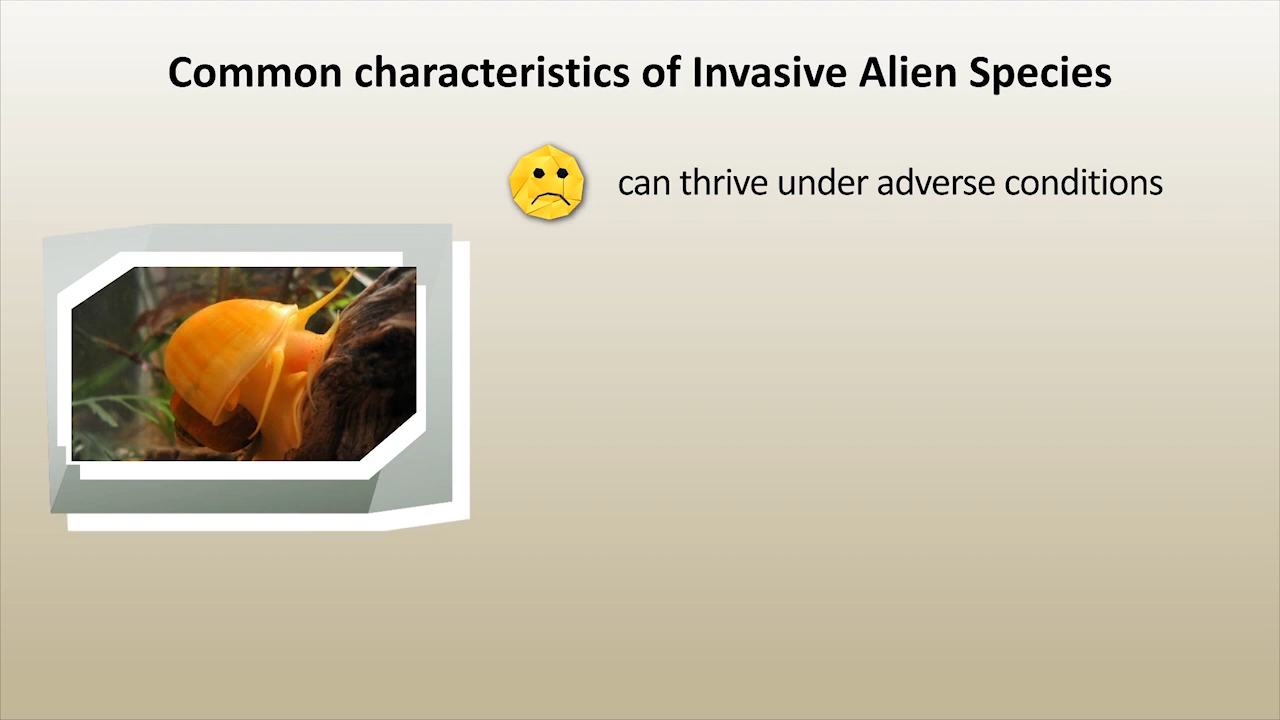 Common characteristics of Invasive Alien Species
can thrive under adverse conditions